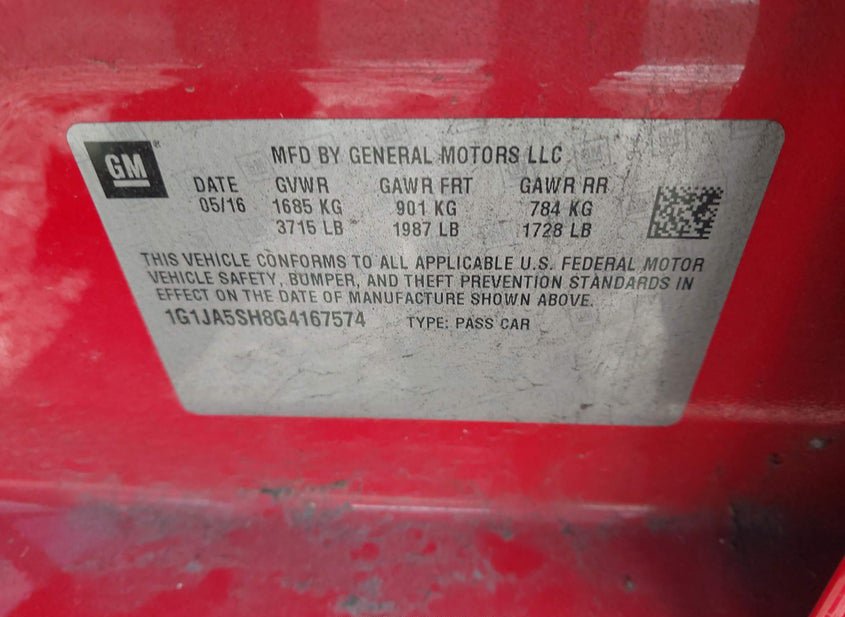 GM ®
MFD BY GENERAL MOTORS LLC
DATE GVWR GAWR FRT GAWR RR
05/16 1685 KG 901 KG 784 KG
3715 LB 1987 LB 1728 LB
THIS VEHICLE CONFORMS TO ALL APPLICABLE U.S. FEDERAL MOTOR
VEHICLE SAFETY, BUMPER, AND THEFT PREVENTION STANDARDS IN
EFFECT ON THE DATE OF MANUFACTURE SHOWN ABOVE.
1G1JA5SH8G4167574 TYPE: PASS CAR